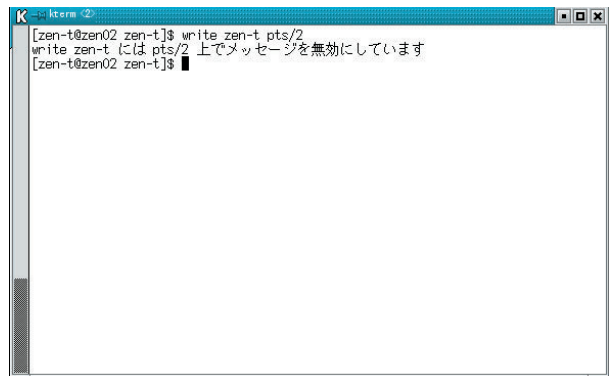 kterm <2>
[zen-t@zen02 zen-t]$ write zen-t pts/2
write zen-t には pts/2 上でメッセージを無効にしています
[zen-t@zen02 zen-t]$